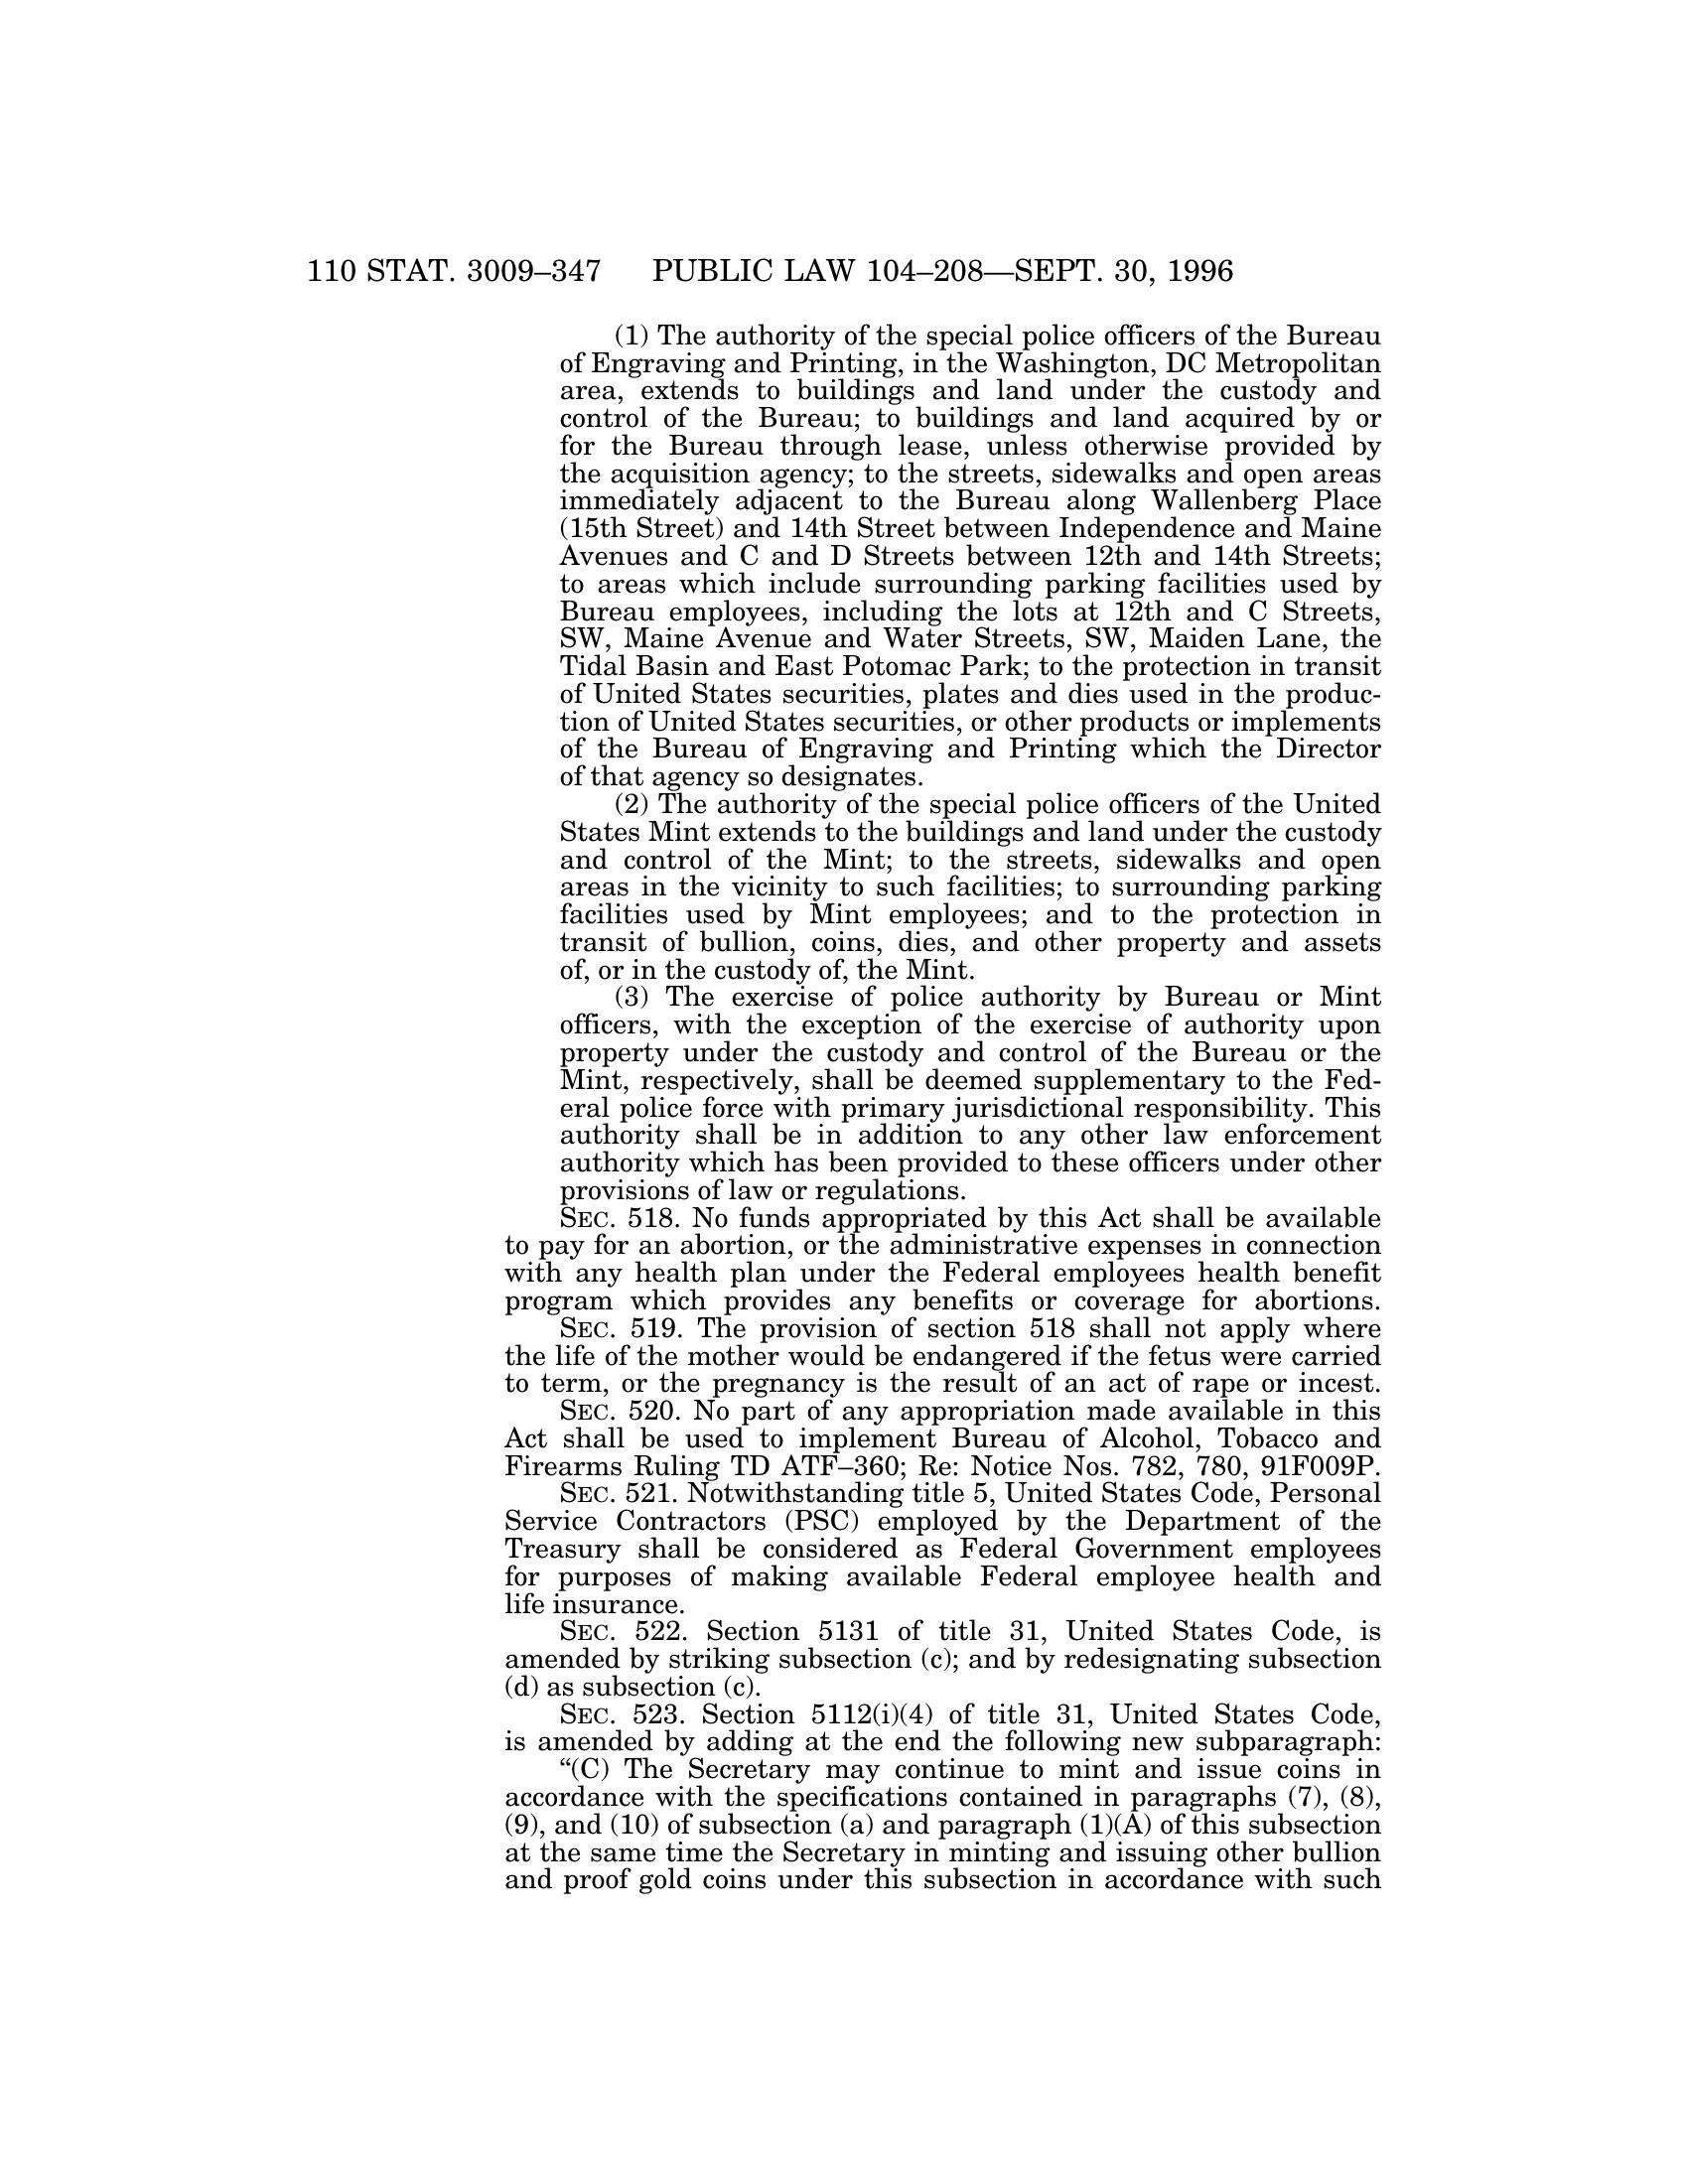 110 STAT. 3009–347 PUBLIC LAW 104–208—SEPT. 30, 1996
(1) The authority of the special police officers of the Bureau
of Engraving and Printing, in the Washington, DC Metropolitan
area, extends to buildings and land under the custody and
control of the Bureau; to buildings and land acquired by or
for the Bureau through lease, unless otherwise provided by
the acquisition agency; to the streets, sidewalks and open areas
immediately adjacent to the Bureau along Wallenberg Place
(15th Street) and 14th Street between Independence and Maine
Avenues and C and D Streets between 12th and 14th Streets;
to areas which include surrounding parking facilities used by
Bureau employees, including the lots at 12th and C Streets,
SW, Maine Avenue and Water Streets, SW, Maiden Lane, the
Tidal Basin and East Potomac Park; to the protection in transit
of United States securities, plates and dies used in the produc-
tion of United States securities, or other products or implements
of the Bureau of Engraving and Printing which the Director
of that agency so designates.
(2) The authority of the special police officers of the United
States Mint extends to the buildings and land under the custody
and control of the Mint; to the streets, sidewalks and open
areas in the vicinity to such facilities; to surrounding parking
facilities used by Mint employees; and to the protection in
transit of bullion, coins, dies, and other property and assets
of, or in the custody of, the Mint.
(3) The exercise of police authority by Bureau or Mint
officers, with the exception of the exercise of authority upon
property under the custody and control of the Bureau or the
Mint, respectively, shall be deemed supplementary to the Fed-
eral police force with primary jurisdictional responsibility. This
authority shall be in addition to any other law enforcement
authority which has been provided to these officers under other
provisions of law or regulations.
SEC. 518. No funds appropriated by this Act shall be available
to pay for an abortion, or the administrative expenses in connection
with any health plan under the Federal employees health benefit
program which provides any benefits or coverage for abortions.
SEC. 519. The provision of section 518 shall not apply where
the life of the mother would be endangered if the fetus were carried
to term, or the pregnancy is the result of an act of rape or incest.
SEC. 520. No part of any appropriation made available in this
Act shall be used to implement Bureau of Alcohol, Tobacco and
Firearms Ruling TD ATF–360; Re: Notice Nos. 782, 780, 91F009P.
SEC. 521. Notwithstanding title 5, United States Code, Personal
Service Contractors (PSC) employed by the Department of the
Treasury shall be considered as Federal Government employees
for purposes of making available Federal employee health and
life insurance.
SEC. 522. Section 5131 of title 31, United States Code, is
amended by striking subsection (c); and by redesignating subsection
(d) as subsection (c).
SEC. 523. Section 5112(i)(4) of title 31, United States Code,
is amended by adding at the end the following new subparagraph:
“(C) The Secretary may continue to mint and issue coins in
accordance with the specifications contained in paragraphs (7), (8),
(9), and (10) of subsection (a) and paragraph (1)(A) of this subsection
at the same time the Secretary in minting and issuing other bullion
and proof gold coins under this subsection in accordance with such